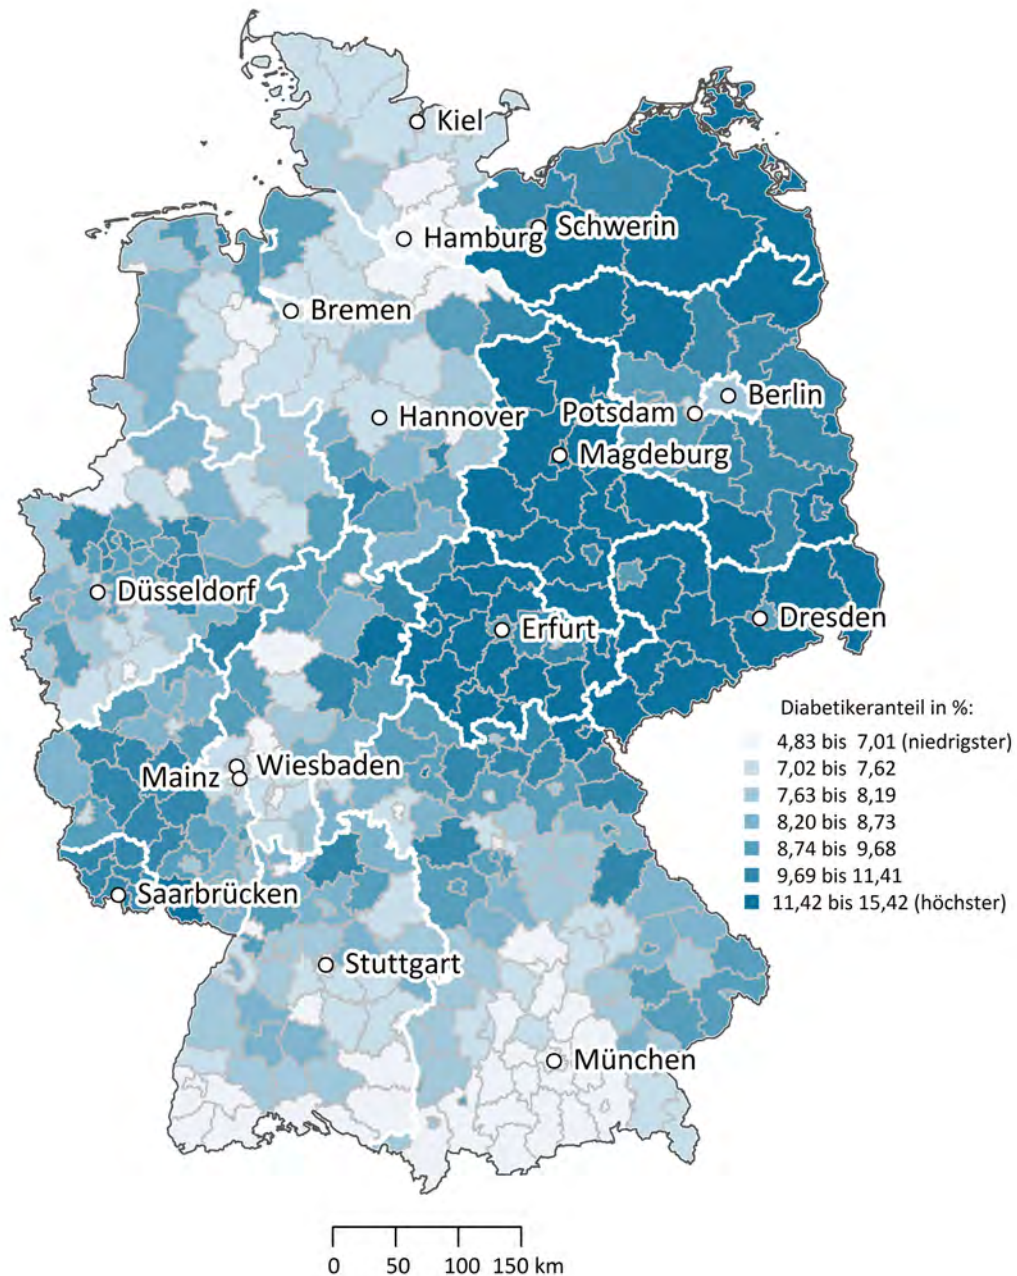 Kiel
Schwerin
Hamburg
Bremen
Berlin
Hannover
Potsdam
Magdeburg
Düsseldorf
Erfurt
Dresden
Diabetikeranteil in %:
4,83 bis 7,01 (niedrigster)
7,02 bis 7,62
7,63 bis 8,19
8,20 bis 8,73
8,74 bis 9,68
9,69 bis 11,41
11,42 bis 15,42 (höchster)
Wiesbaden
Mainz
Saarbrücken
Stuttgart
München
0 50 100 150 km